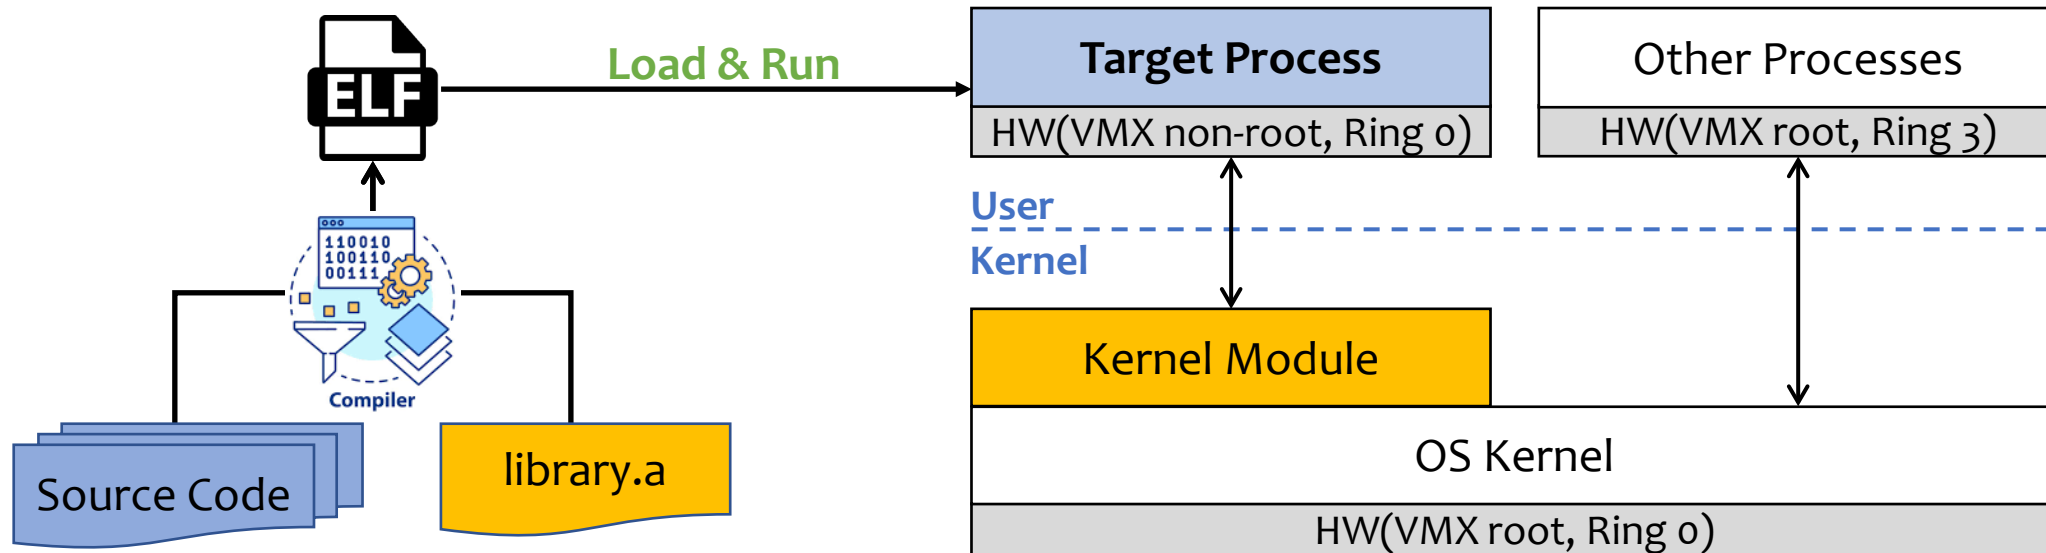 ELF
Load & Run
Target Process
HW(VMX non-root, Ring 0)
Other Processes
HW(VMX root, Ring 3)
User
Kernel
110010
100110
00111
Compiler
Kernel Module
Source Code
library.a
OS Kernel
HW(VMX root, Ring 0)